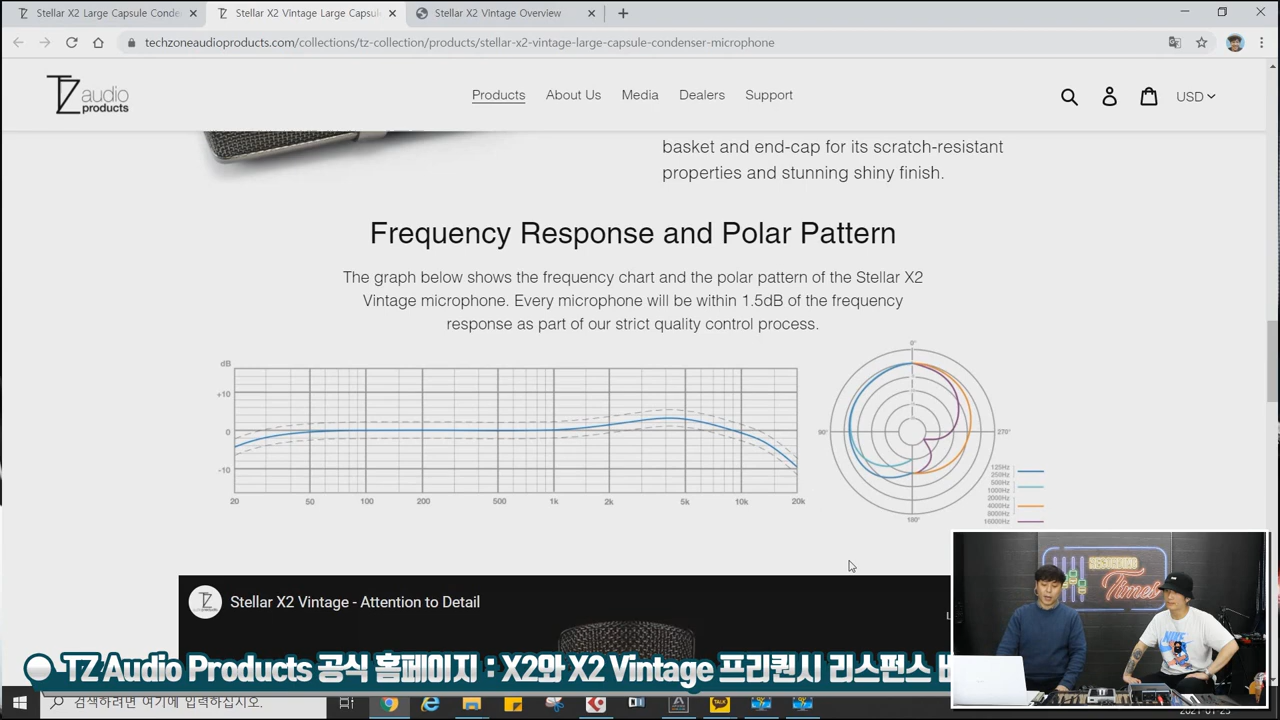 Stellar X2 Large Capsule Conde
Stellar X2 Vintage Large Capsul
Stellar X2 VIntage Overview
techzoneaudioproducts.com/collections/tz-collection/products/stellar-x2-vintage-large-capsule-condenser-microphone
TZ audio products
Products
About Us
Media
Dealers
Support
USD
basket and end-cap for its scratch-resistant
properties and stunning shiny finish.
Frequency Response and Polar Pattern
The graph below shows the frequency chart and the polar pattern of the Stellar X2
Vintage microphone. Every microphone will be within 1.5dB of the frequency
response as part of our strict quality control process.
dB
+10
0
-10
20 50 100 200 500 1k 2k 5k 10k 20k
0°
90°
270°
180°
125Hz
250Hz
500Hz
1000Hz
2000Hz
4000Hz
8000Hz
16000Hz
Stellar X2 Vintage - Attention to Detail
RECORDING
Times
NIKE
TZ Audio Products 공식 홈페이지 : X2와 X2 Vintage 프리퀀시 리스펀스
검색하려면 여기에 입력하십시오.
TALK
2021-01-23